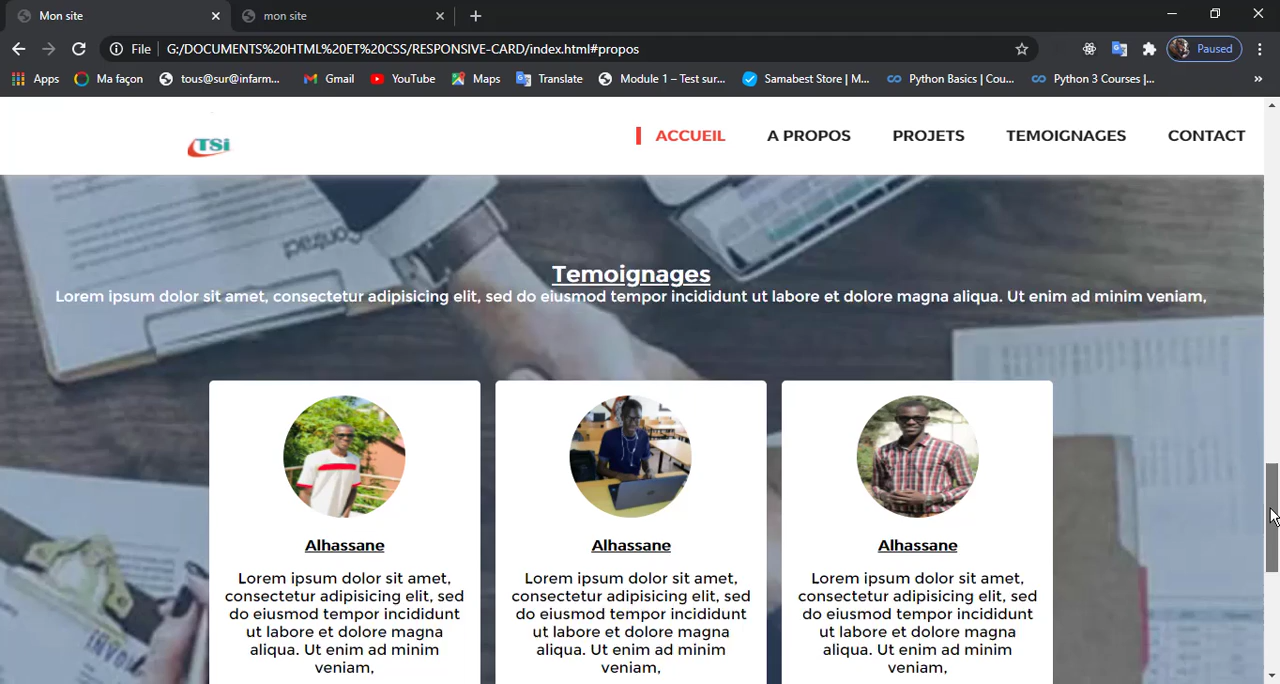 Mon site
mon site
File
G:/DOCUMENTS%20HTML%20ET%20CSS/RESPONSIVE-CARD/index.html#propos
Paused
Apps
Ma façon
tous@sur@infarm...
Gmail
YouTube
Maps
Translate
Module 1 – Test sur...
Samabest Store | M...
Python Basics | Cou...
Python 3 Courses |...
»
TSi
ACCUEIL
A PROPOS
PROJETS
TEMOIGNAGES
CONTACT
Contract
Temoignages
Lorem ipsum dolor sit amet, consectetur adipisicing elit, sed do eiusmod tempor incididunt ut labore et dolore magna aliqua. Ut enim ad minim veniam,
Alhassane
Lorem ipsum dolor sit amet,
consectetur adipisicing elit, sed
do eiusmod tempor incididunt
ut labore et dolore magna
aliqua. Ut enim ad minim
veniam,
Alhassane
Lorem ipsum dolor sit amet,
consectetur adipisicing elit, sed
do eiusmod tempor incididunt
ut labore et dolore magna
aliqua. Ut enim ad minim
veniam,
Alhassane
Lorem ipsum dolor sit amet,
consectetur adipisicing elit, sed
do eiusmod tempor incididunt
ut labore et dolore magna
aliqua. Ut enim ad minim
veniam,